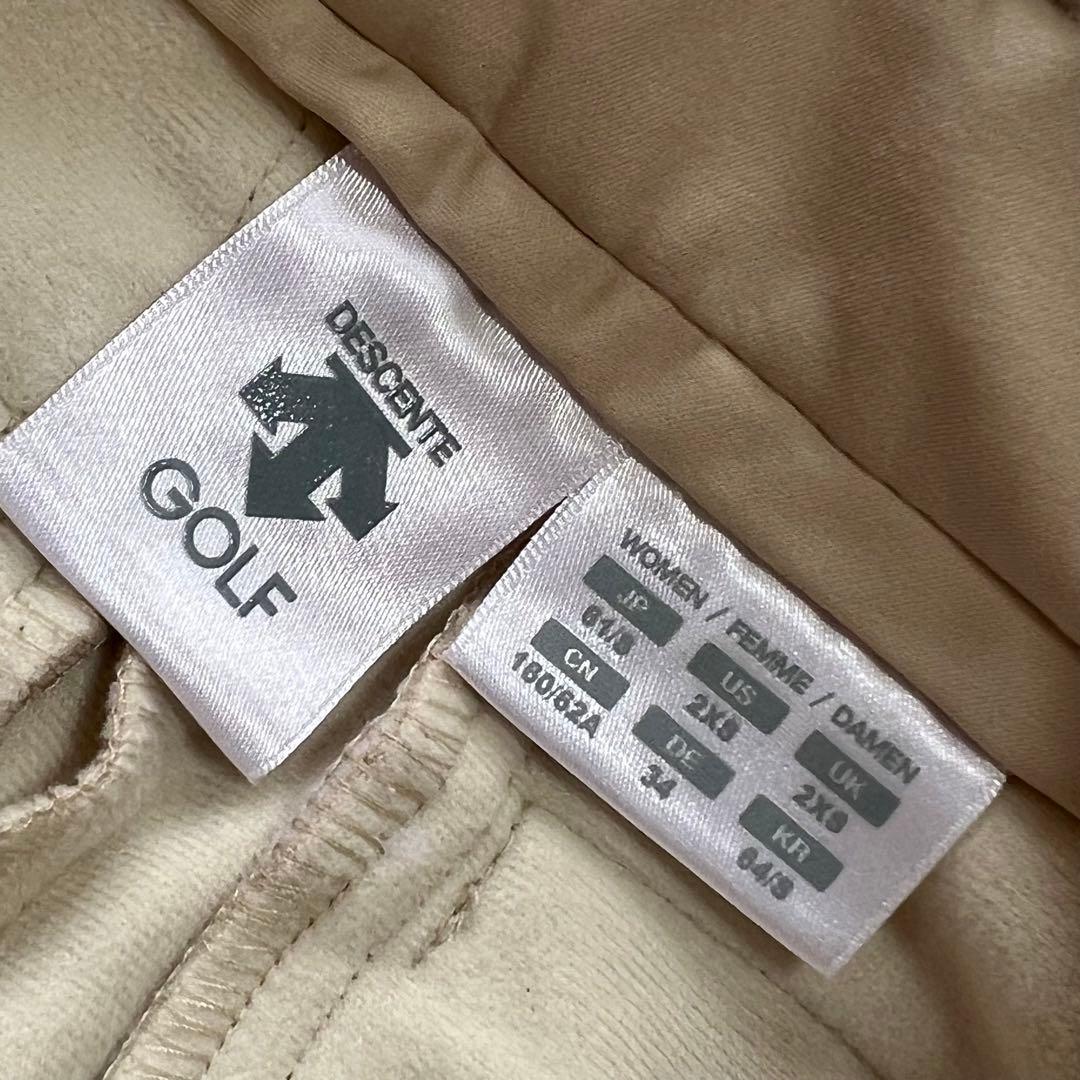 DESCENTE
GOLF
WOMEN / FEMME / DAMEN
JP US UK
61/S 2XS 2XS
CN DE KR
160/62A 34 64/S